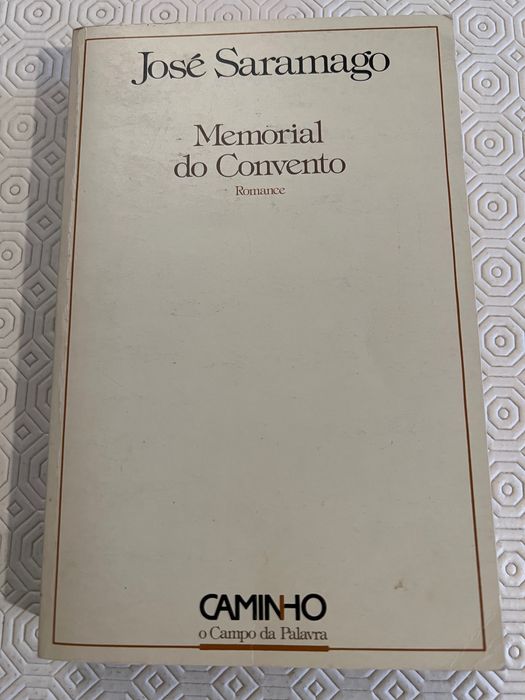 José Saramago
Memorial
do Convento
Romance
CAMINHO
o Campo da Palavra